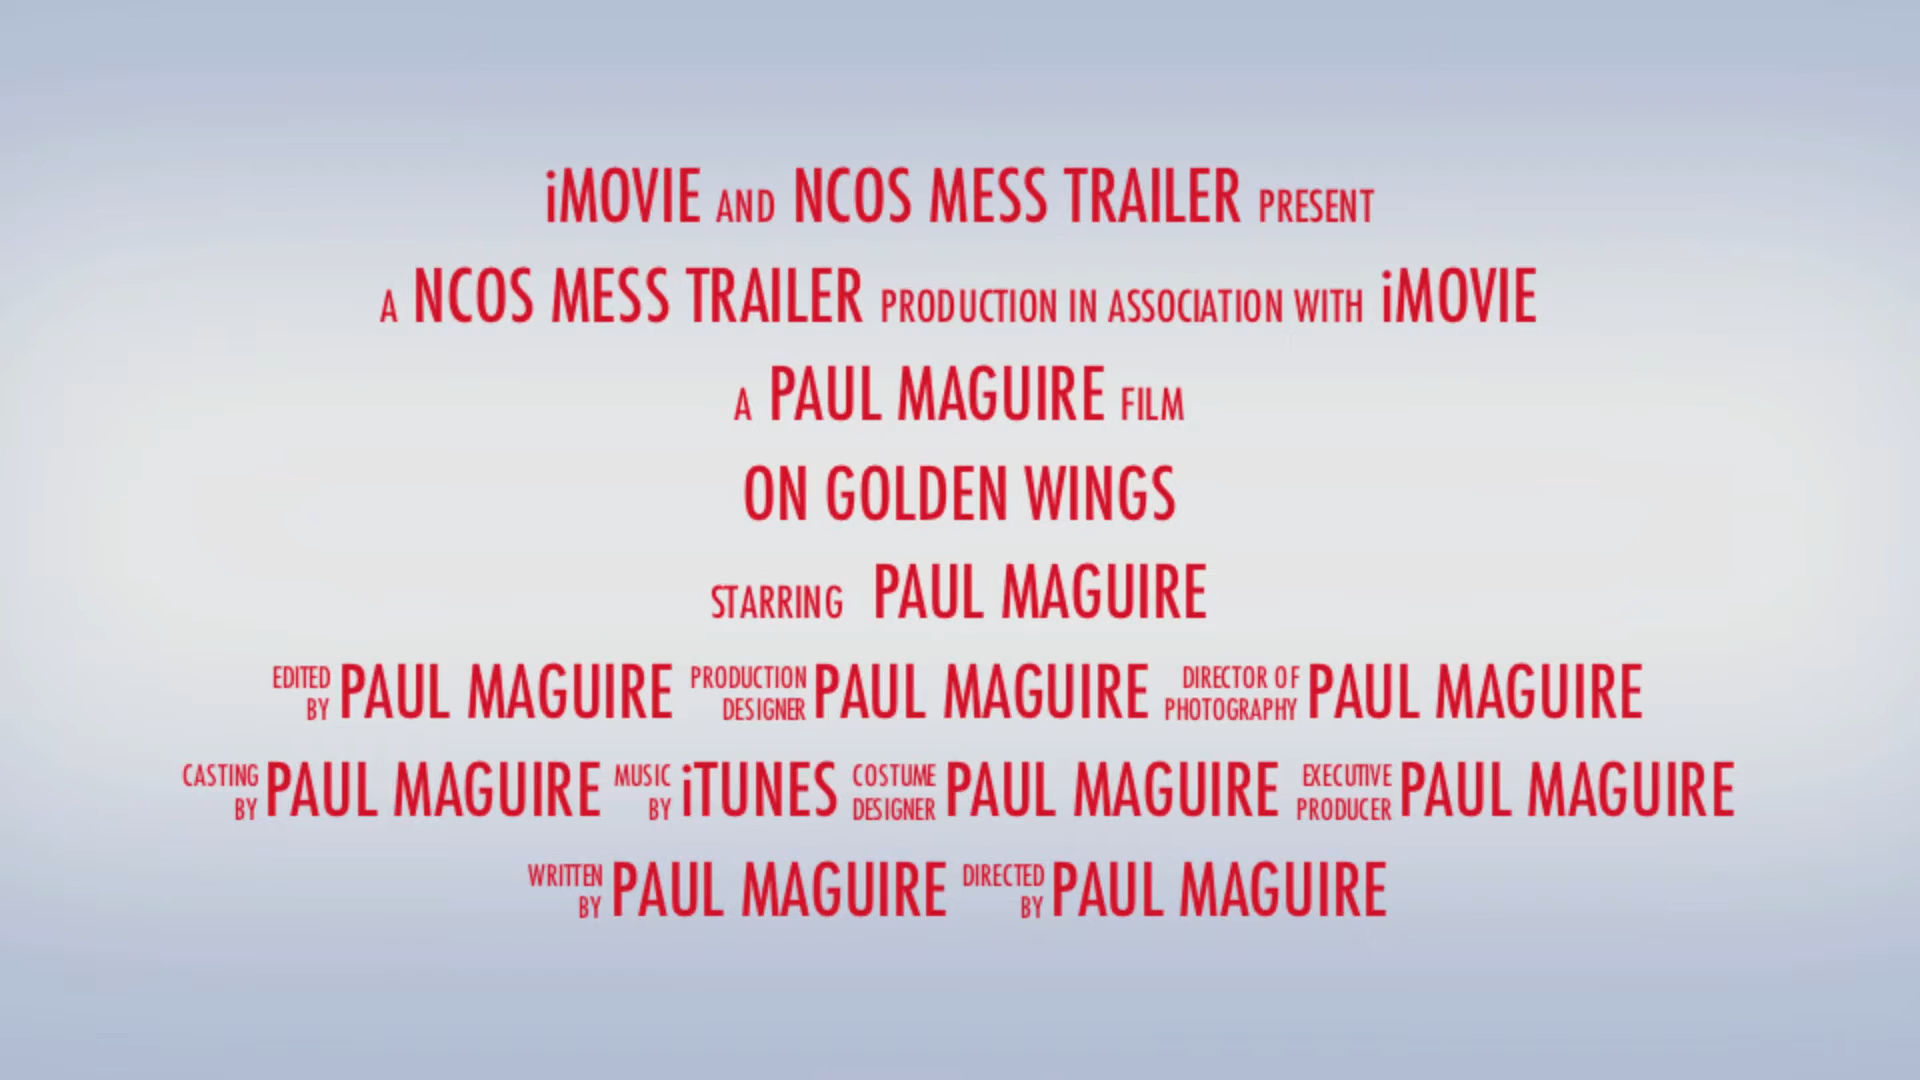 iMOVIE AND NCOS MESS TRAILER PRESENT
A NCOS MESS TRAILER PRODUCTION IN ASSOCIATION WITH iMOVIE
A PAUL MAGUIRE FILM
ON GOLDEN WINGS
STARRING PAUL MAGUIRE
EDITED BY PAUL MAGUIRE PRODUCTION DESIGNER PAUL MAGUIRE DIRECTOR OF PHOTOGRAPHY PAUL MAGUIRE
CASTING BY PAUL MAGUIRE MUSIC BY iTUNES COSTUME DESIGNER PAUL MAGUIRE EXECUTIVE PRODUCER PAUL MAGUIRE
WRITTEN BY PAUL MAGUIRE DIRECTED BY PAUL MAGUIRE